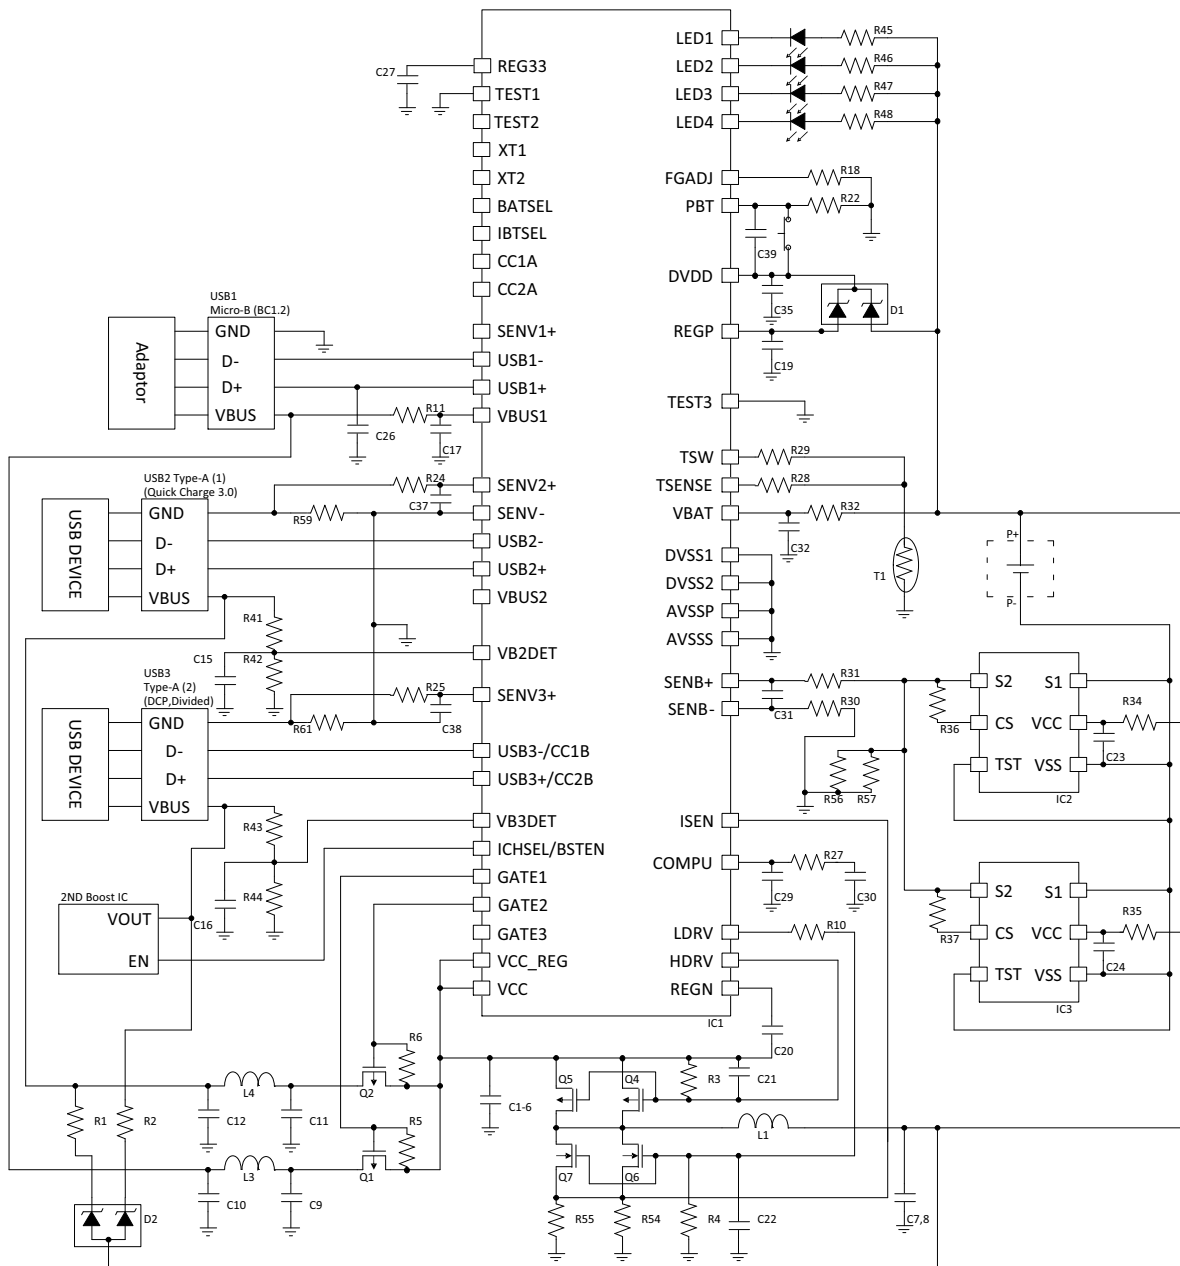 LED1
R45
LED2
R46
REG33
C27
LED3
R47
TEST1
LED4
R48
TEST2
XT1
XT2
FGADJ
R18
BATSEL
PBT
R22
IBTSEL
C39
CC1A
DVDD
CC2A
C35
D1
USB1
Micro-B (BC1.2)
Adaptor
GND
D-
D+
VBUS
SENV1+
USB1-
USB1+
VBUS1
R11
C26
C17
REGP
C19
TEST3
TSW
R29
TSENSE
R28
VBAT
R32
C32
T1
P+
P-
USB2 Type-A (1)
(Quick Charge 3.0)
USB DEVICE
GND
D-
D+
VBUS
R24
C37
R59
SENV2+
SENV-
USB2-
USB2+
VBUS2
DVSS1
DVSS2
AVSSP
AVSSS
R41
R42
C15
VB2DET
USB3
Type-A (2)
(DCP,Divided)
USB DEVICE
GND
D-
D+
VBUS
R25
C38
R61
SENV3+
USB3-/CC1B
USB3+/CC2B
SENB+
R31
SENB-
R30
C31
R56
R57
R36
S2
S1
CS
VCC
TST
VSS
R34
C23
IC2
R43
R44
C16
VB3DET
ICHSEL/BSTEN
GATE1
GATE2
GATE3
VCC_REG
VCC
ISEN
COMPU
R27
C29
C30
LDRV
R10
HDRV
REGN
IC1
C20
R37
S2
S1
CS
VCC
TST
VSS
R35
C24
IC3
2ND Boost IC
VOUT
EN
R6
Q2
R5
Q1
L4
C12
C11
R1
R2
L3
C10
C9
D2
C1-6
Q5
Q4
R3
C21
L1
Q7
Q6
R55
R54
R4
C22
C7,8